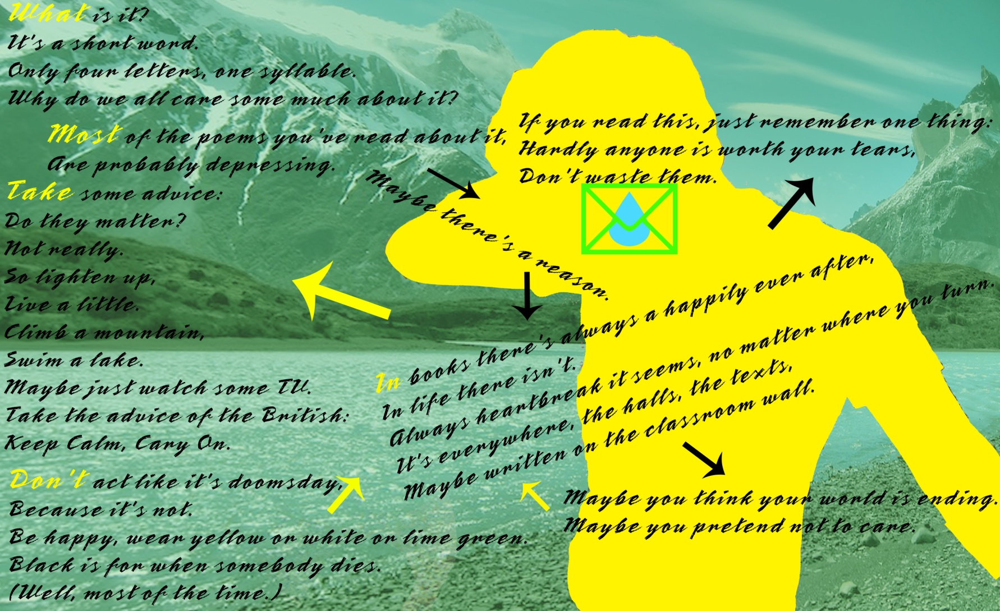 What is it?
It's a short word.
Only four letters, one syllable.
Why do we all care some much about it?
Most of the poems you've read about it,
Are probably depressing.
Maybe there's a reason.
In books there's always a happily ever after,
In life there isn't.
Always heartbreak it seems, no matter where you turn.
It's everywhere, the halls, the texts,
Maybe written on the classroom wall.
Maybe you think your world is ending.
Maybe you pretend not to care.
Take some advice:
Do they matter?
Not really.
So lighten up,
Live a little.
Climb a mountain,
Swim a lake.
Maybe just watch some TV.
Take the advice of the British:
Keep Calm, Cary On.
Don't act like it's doomsday,
Because it's not.
Be happy, wear yellow or white or lime green.
Black is for when somebody dies.
(Well, most of the time.)
If you read this, just remember one thing:
Hardly anyone is worth your tears,
Don't waste them.